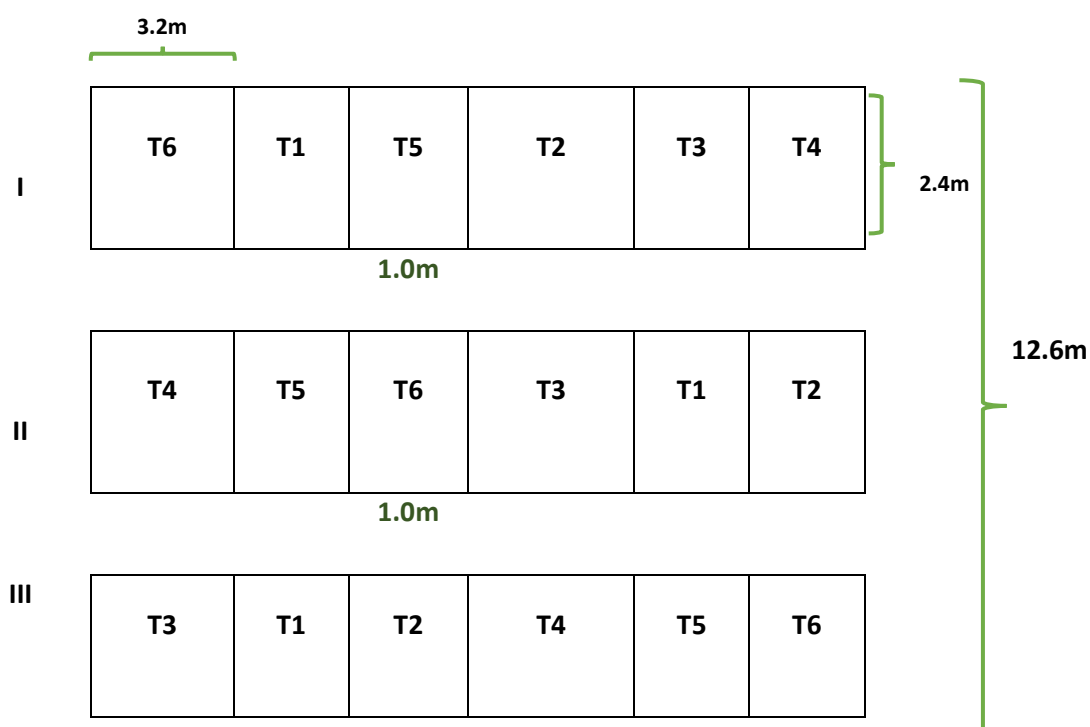 3.2m
T6 T1 T5 T2 T3 T4
I
2.4m
1.0m
12.6m
T4 T5 T6 T3 T1 T2
II
1.0m
III
T3 T1 T2 T4 T5 T6